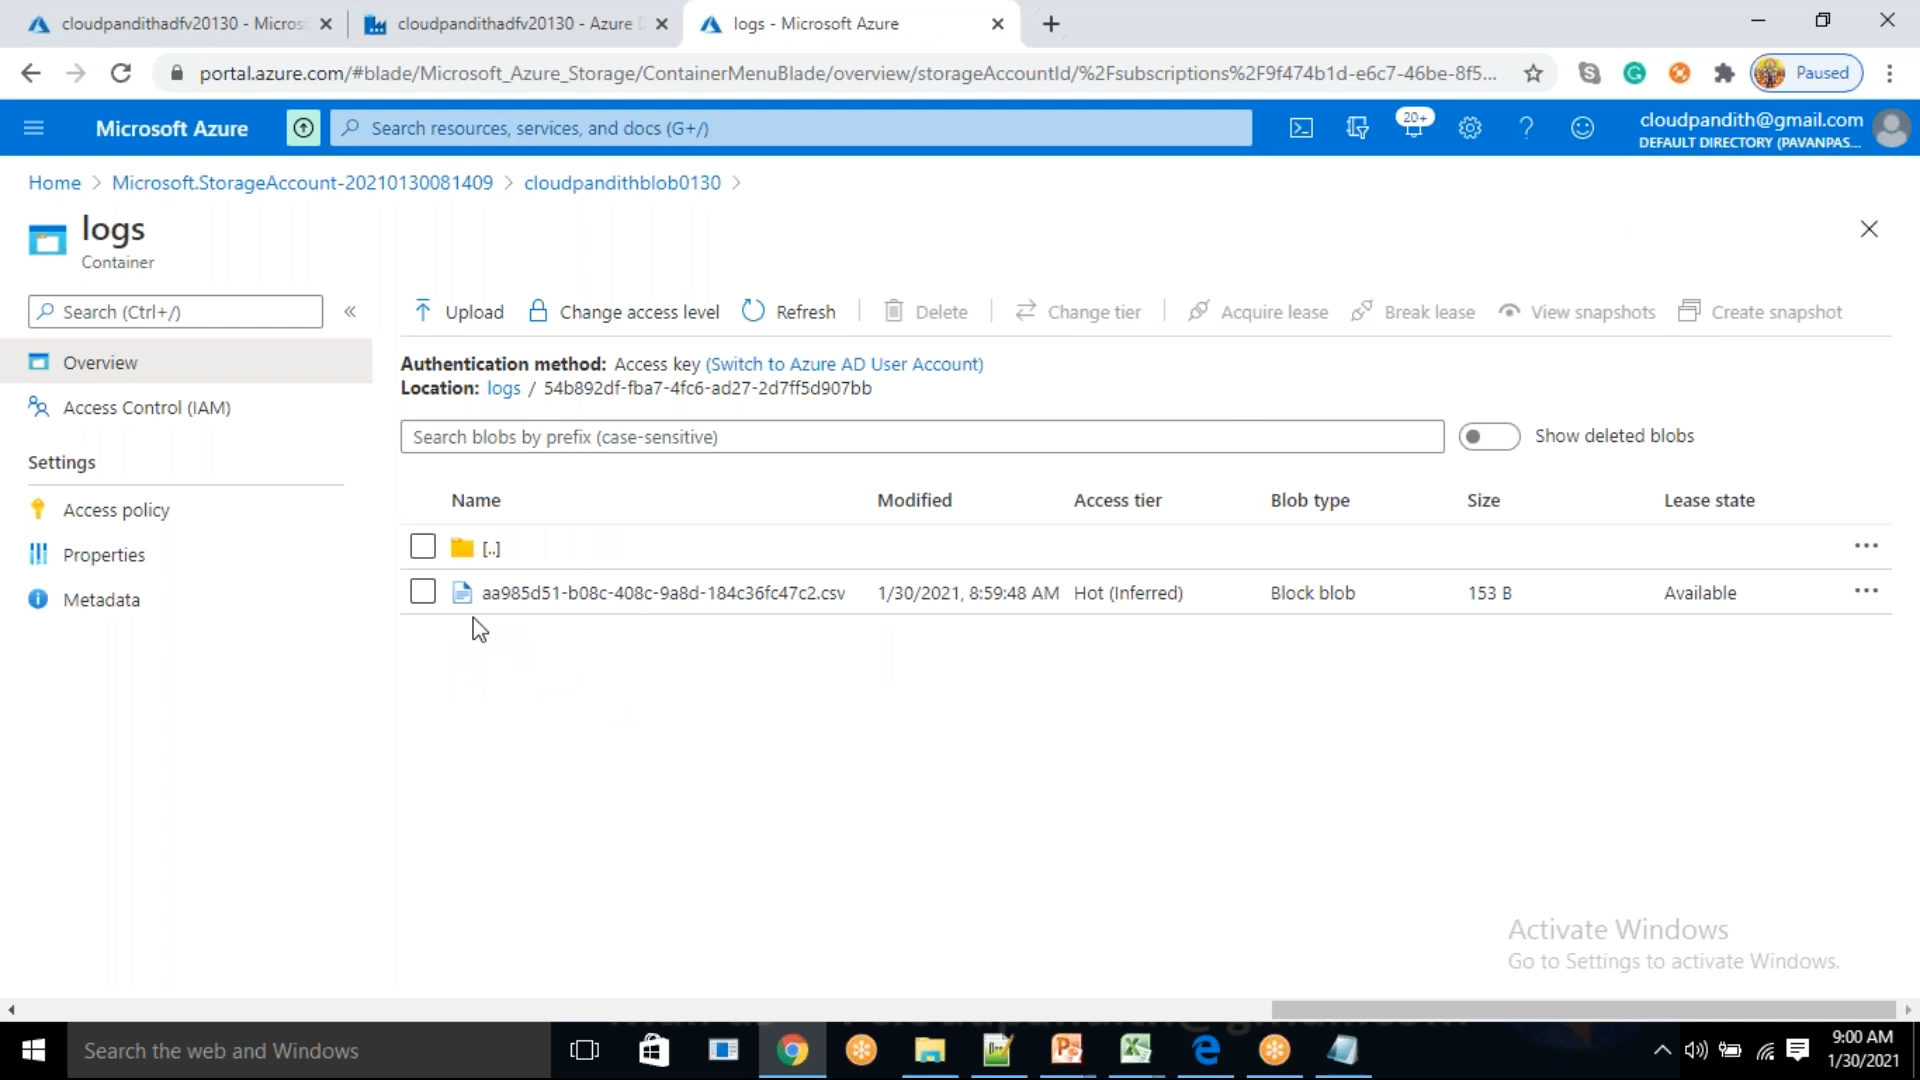 cloudpandithadfv20130 - Micros
cloudpandithadfv20130 - Azure D
logs - Microsoft Azure
portal.azure.com/#blade/Microsoft_Azure_Storage/ContainerMenuBlade/overview/storageAccountId/%2Fsubscriptions%2F9f474b1d-e6c7-46be-8f5...
Paused
Microsoft Azure
Search resources, services, and docs (G+/)
20+
cloudpandith@gmail.com
DEFAULT DIRECTORY (PAVANPAS...
Home > Microsoft.StorageAccount-20210130081409 > cloudpandithblob0130 >
logs
Container
Search (Ctrl+/)
«
Upload
Change access level
Refresh
Delete
Change tier
Acquire lease
Break lease
View snapshots
Create snapshot
Overview
Access Control (IAM)
Settings
Access policy
Properties
Metadata
Authentication method: Access key (Switch to Azure AD User Account)
Location: logs / 54b892df-fba7-4fc6-ad27-2d7ff5d907bb
Search blobs by prefix (case-sensitive)
Show deleted blobs
Name Modified Access tier Blob type Size Lease state
[..]
aa985d51-b08c-408c-9a8d-184c36fc47c2.csv 1/30/2021, 8:59:48 AM Hot (Inferred) Block blob 153 B Available
Activate Windows
Go to Settings to activate Windows.
Search the web and Windows
9:00 AM
1/30/2021